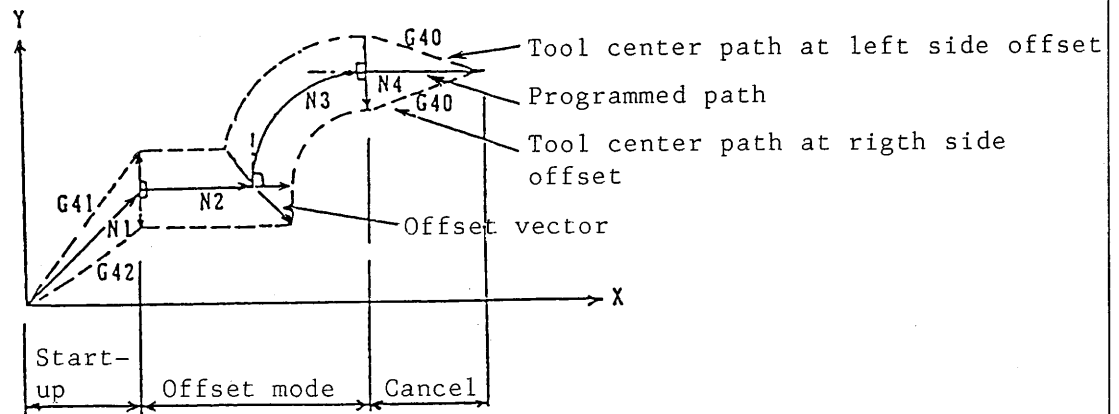 Y
G40
Tool center path at left side offset
N3
N4
Programmed path
G40
Tool center path at rigth side
offset
G41
N2
N1
Offset vector
G42
X
Start-
up
Offset mode
Cancel